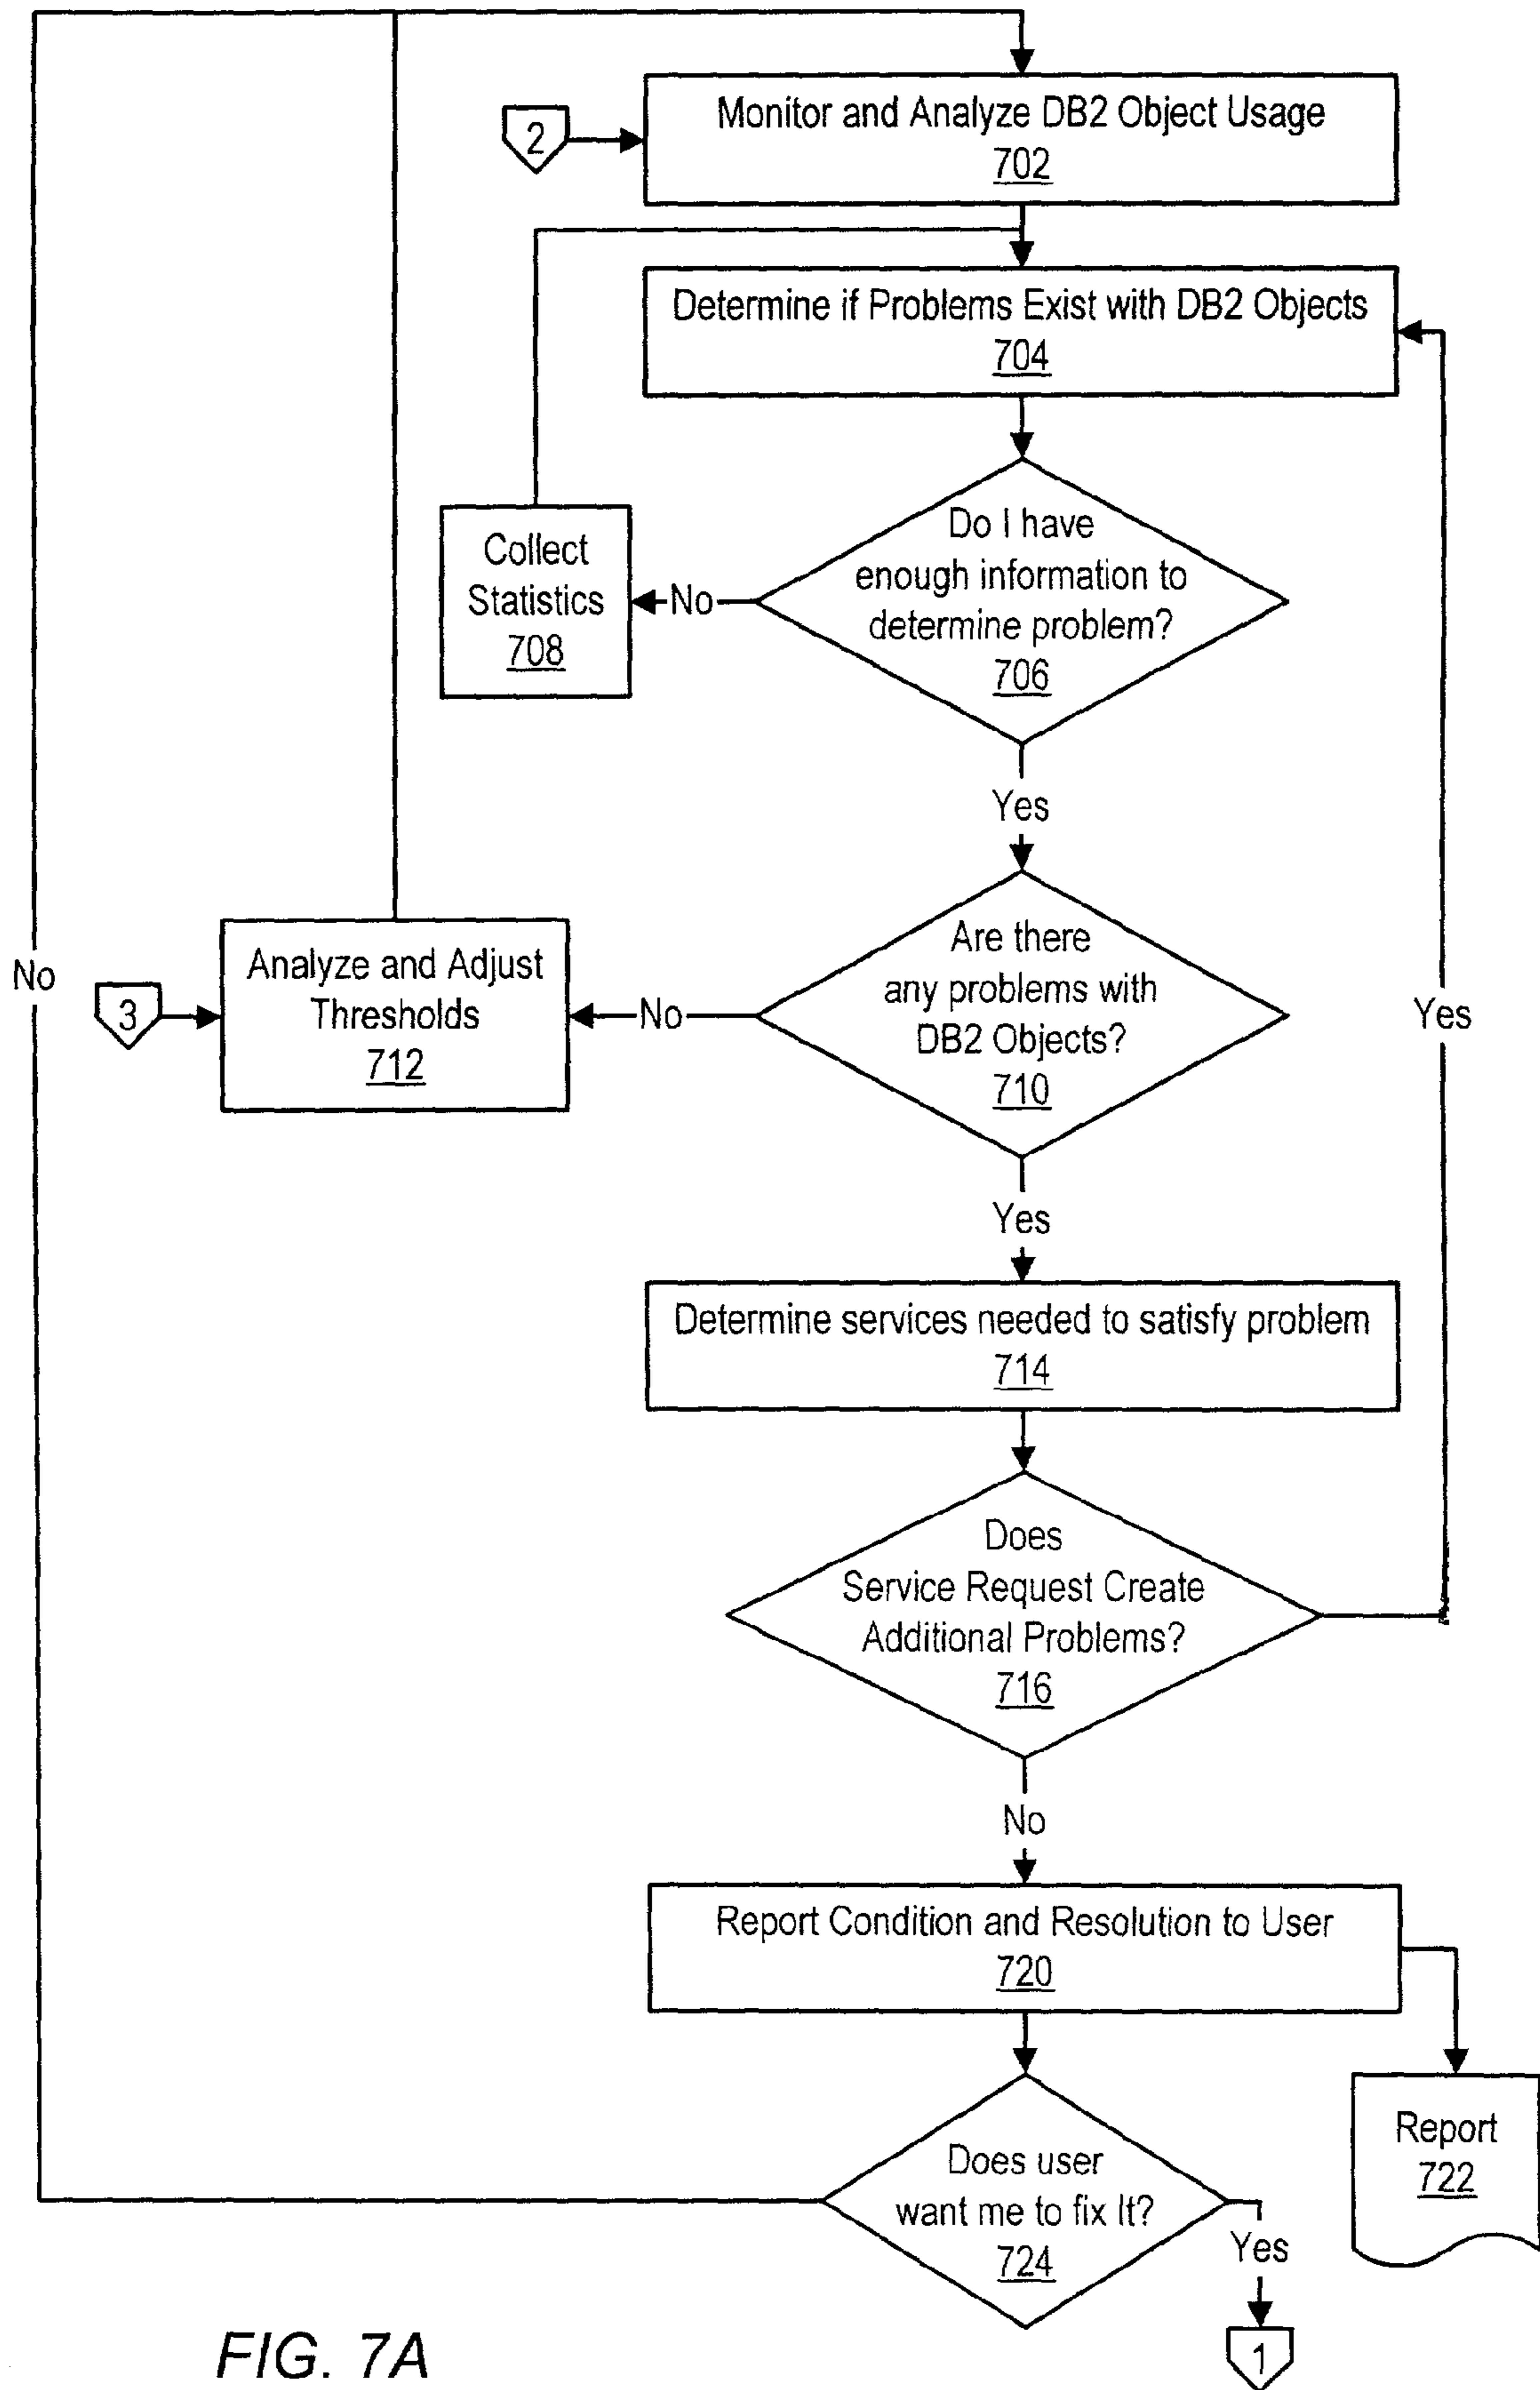 Monitor and Analyze DB2 Object Usage
702
2
Determine if Problems Exist with DB2 Objects
704
Do I have
enough information to
determine problem?
706
No
Collect
Statistics
708
Yes
Are there
any problems with
DB2 Objects?
710
No
Analyze and Adjust
Thresholds
712
3
No
Yes
Yes
Determine services needed to satisfy problem
714
Does
Service Request Create
Additional Problems?
716
No
Report Condition and Resolution to User
720
Report
722
Does user
want me to fix It?
724
Yes
1
FIG. 7A